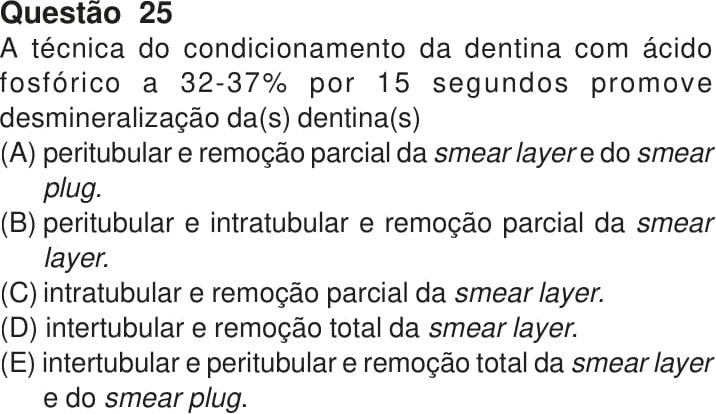 Questão 25
A técnica do condicionamento da dentina com ácido
fosfórico a 32-37% por 15 segundos promove
desmineralização da(s) dentina(s)
(A) peritubular e remoção parcial da smear layer e do smear
plug.
(B) peritubular e intratubular e remoção parcial da smear
layer.
(C) intratubular e remoção parcial da smear layer.
(D) intertubular e remoção total da smear layer.
(E) intertubular e peritubular e remoção total da smear layer
e do smear plug.